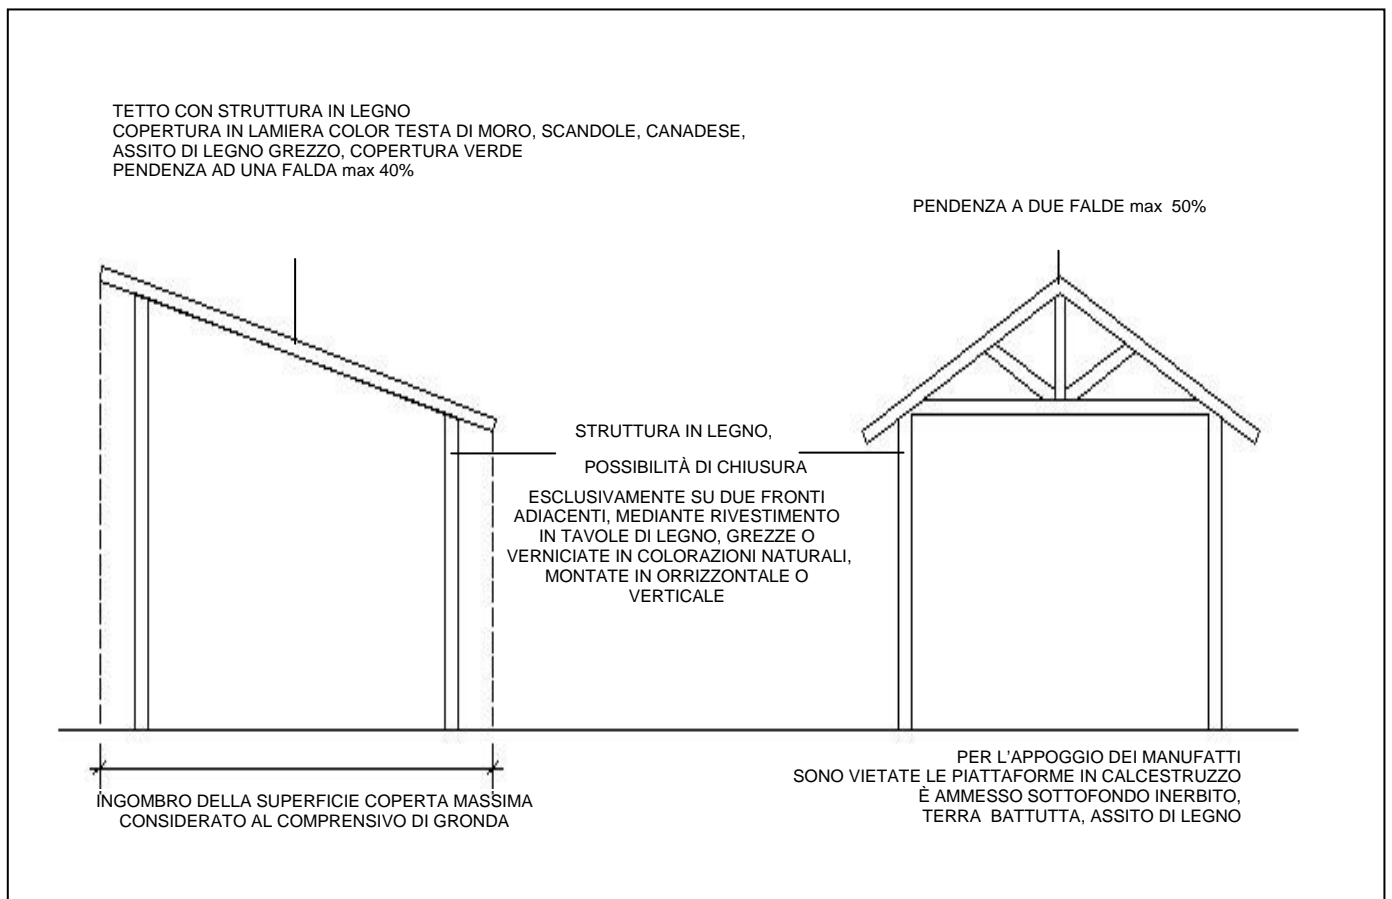 TETTO CON STRUTTURA IN LEGNO
COPERTURA IN LAMIERA COLOR TESTA DI MORO, SCANDOLE, CANADESE,
ASSITO DI LEGNO GREZZO, COPERTURA VERDE
PENDENZA AD UNA FALDA max 40%
PENDENZA A DUE FALDE max 50%
STRUTTURA IN LEGNO,
POSSIBILITÀ DI CHIUSURA
ESCLUSIVAMENTE SU DUE FRONTI
ADIACENTI, MEDIANTE RIVESTIMENTO
IN TAVOLE DI LEGNO, GREZZE O
VERNICIATE IN COLORAZIONI NATURALI,
MONTATE IN ORRIZZONTALE O
VERTICALE
INGOMBRO DELLA SUPERFICIE COPERTA MASSIMA
CONSIDERATO AL COMPRENSIVO DI GRONDA
PER L'APPOGGIO DEI MANUFATTI
SONO VIETATE LE PIATTAFORME IN CALCESTRUZZO
È AMMESSO SOTTOFONDO INERBITO,
TERRA BATTUTTA, ASSITO DI LEGNO